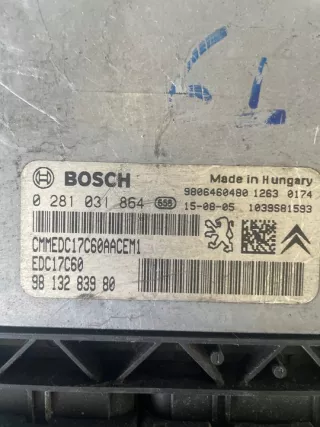 BOSCH
Made in Hungary
9806460480 1263 0174
0 281 031 864
15-08-05 1039S81593
CMMEDC17C60AACEM1
EDC17C60
98 132 839 80